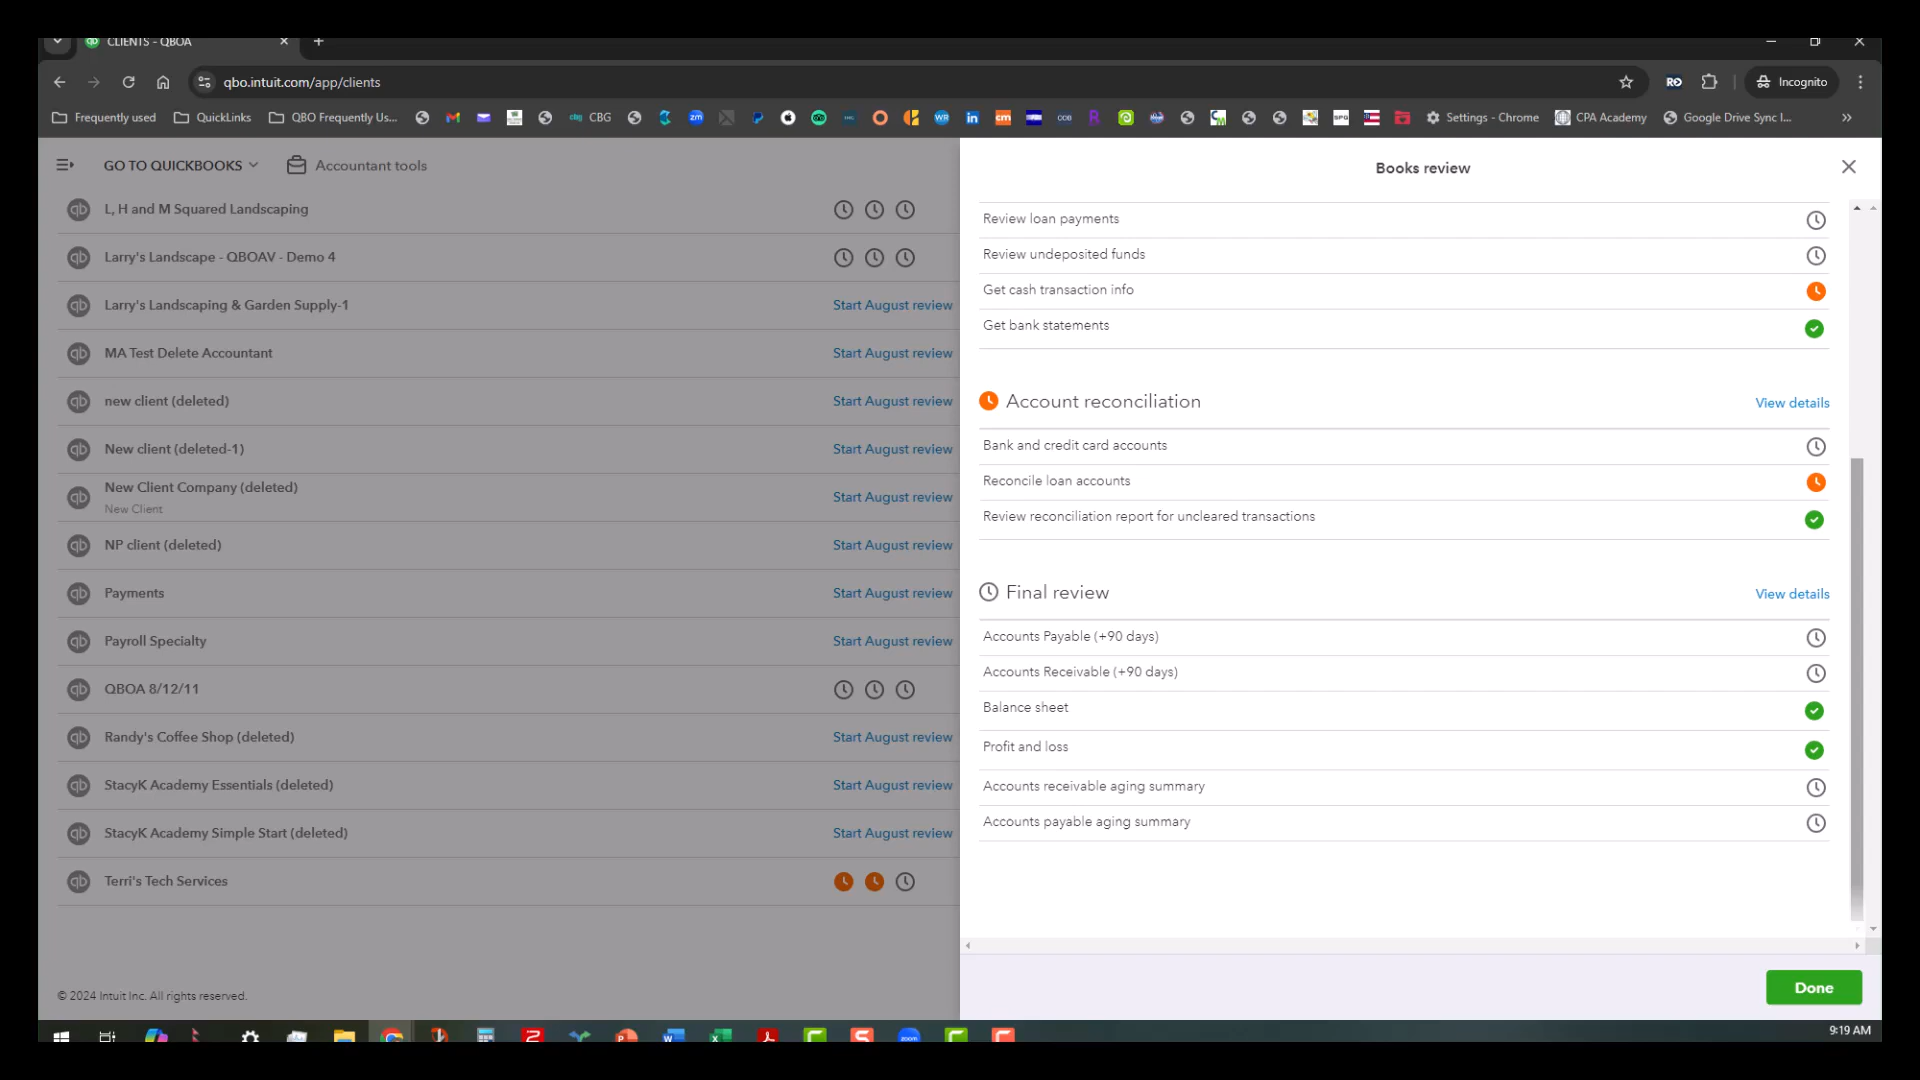 CLIENTS - QBOA
qbo.intuit.com/app/clients
Incognito
Frequently used
QuickLinks
QBO Frequently Us...
CBG
Settings - Chrome
CPA Academy
Google Drive Sync I...
GO TO QUICKBOOKS
Accountant tools
L, H and M Squared Landscaping
Larry's Landscape - QBOAV - Demo 4
Larry's Landscaping & Garden Supply-1 Start August review
MA Test Delete Accountant Start August review
new client (deleted) Start August review
New client (deleted-1) Start August review
New Client Company (deleted) Start August review
New Client
NP client (deleted) Start August review
Payments Start August review
Payroll Specialty Start August review
QBOA 8/12/11
Randy's Coffee Shop (deleted) Start August review
StacyK Academy Essentials (deleted) Start August review
StacyK Academy Simple Start (deleted) Start August review
Terri's Tech Services
© 2024 Intuit Inc. All rights reserved.
Books review
Review loan payments
Review undeposited funds
Get cash transaction info
Get bank statements
Account reconciliation View details
Bank and credit card accounts
Reconcile loan accounts
Review reconciliation report for uncleared transactions
Final review View details
Accounts Payable (+90 days)
Accounts Receivable (+90 days)
Balance sheet
Profit and loss
Accounts receivable aging summary
Accounts payable aging summary
Done
9:19 AM